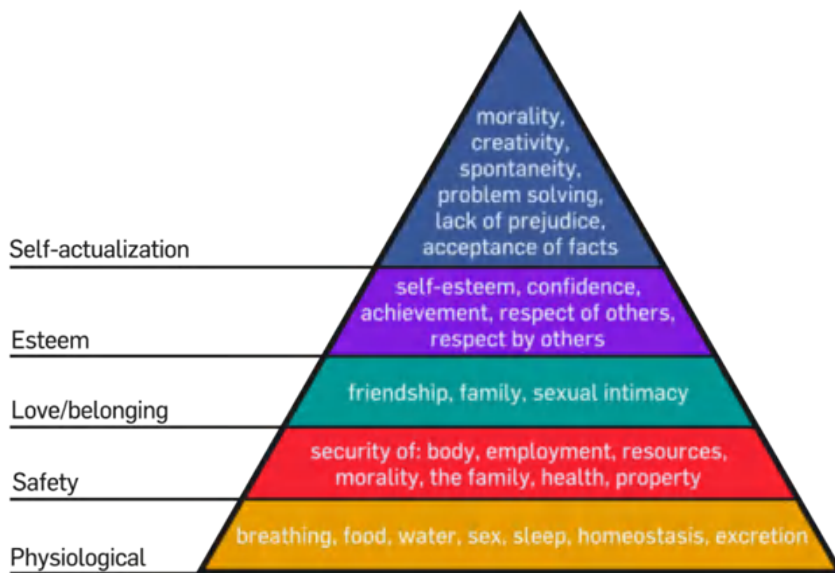 morality,
creativity,
spontaneity,
problem solving,
lack of prejudice,
acceptance of facts
Self-actualization
self-esteem, confidence,
achievement, respect of others,
respect by others
Esteem
friendship, family, sexual intimacy
Love/belonging
security of: body, employment, resources,
morality, the family, health, property
Safety
breathing, food, water, sex, sleep, homeostasis, excretion
Physiological